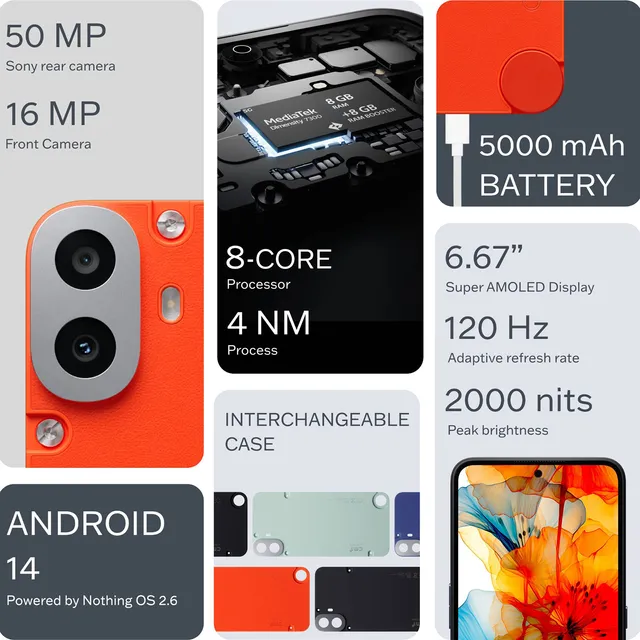 50 MP
Sony rear camera
16 MP
Front Camera
5G
MediaTek
Dimensity 7300
8 GB
RAM
+8 GB
RAM BOOSTER
8-CORE
Processor
4 NM
Process
5000 mAh
BATTERY
6.67”
Super AMOLED Display
120 Hz
Adaptive refresh rate
2000 nits
Peak brightness
INTERCHANGEABLE
CASE
ANDROID
14
Powered by Nothing OS 2.6